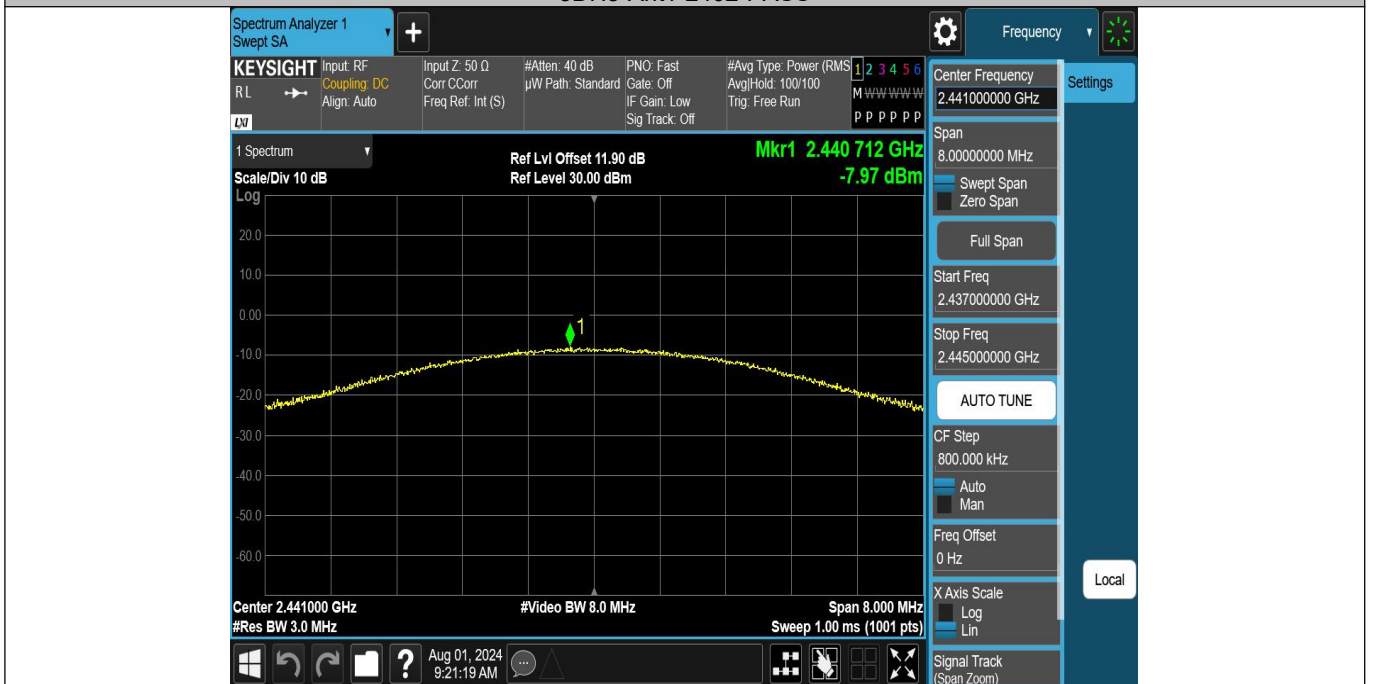 Spectrum Analyzer 1
Swept SA
+
Frequency
KEYSIGHT
RL
LXI
Input: RF
Coupling: DC
Align: Auto
Input Z: 50 Ω
Corr CCorr
Freq Ref: Int (S)
#Atten: 40 dB
µW Path: Standard
PNO: Fast
Gate: Off
IF Gain: Low
Sig Track: Off
#Avg Type: Power (RMS
Avg|Hold: 100/100
Trig: Free Run
1 2 3 4 5 6
M W W W W W
P P P P P P
Center Frequency
2.441000000 GHz
Settings
Span
8.00000000 MHz
Swept Span
Zero Span
Full Span
Start Freq
2.437000000 GHz
Stop Freq
2.445000000 GHz
AUTO TUNE
CF Step
800.000 kHz
Auto
Man
Freq Offset
0 Hz
X Axis Scale
Log
Lin
Signal Track
(Span Zoom)
Local
1 Spectrum
Scale/Div 10 dB
Ref Lvl Offset 11.90 dB
Ref Level 30.00 dBm
Mkr1 2.440 712 GHz
-7.97 dBm
Log
20.0
10.0
0.00
-10.0
-20.0
-30.0
-40.0
-50.0
-60.0
1
Center 2.441000 GHz
#Video BW 8.0 MHz
Span 8.000 MHz
#Res BW 3.0 MHz
Sweep 1.00 ms (1001 pts)
?
Aug 01, 2024
9:21:19 AM